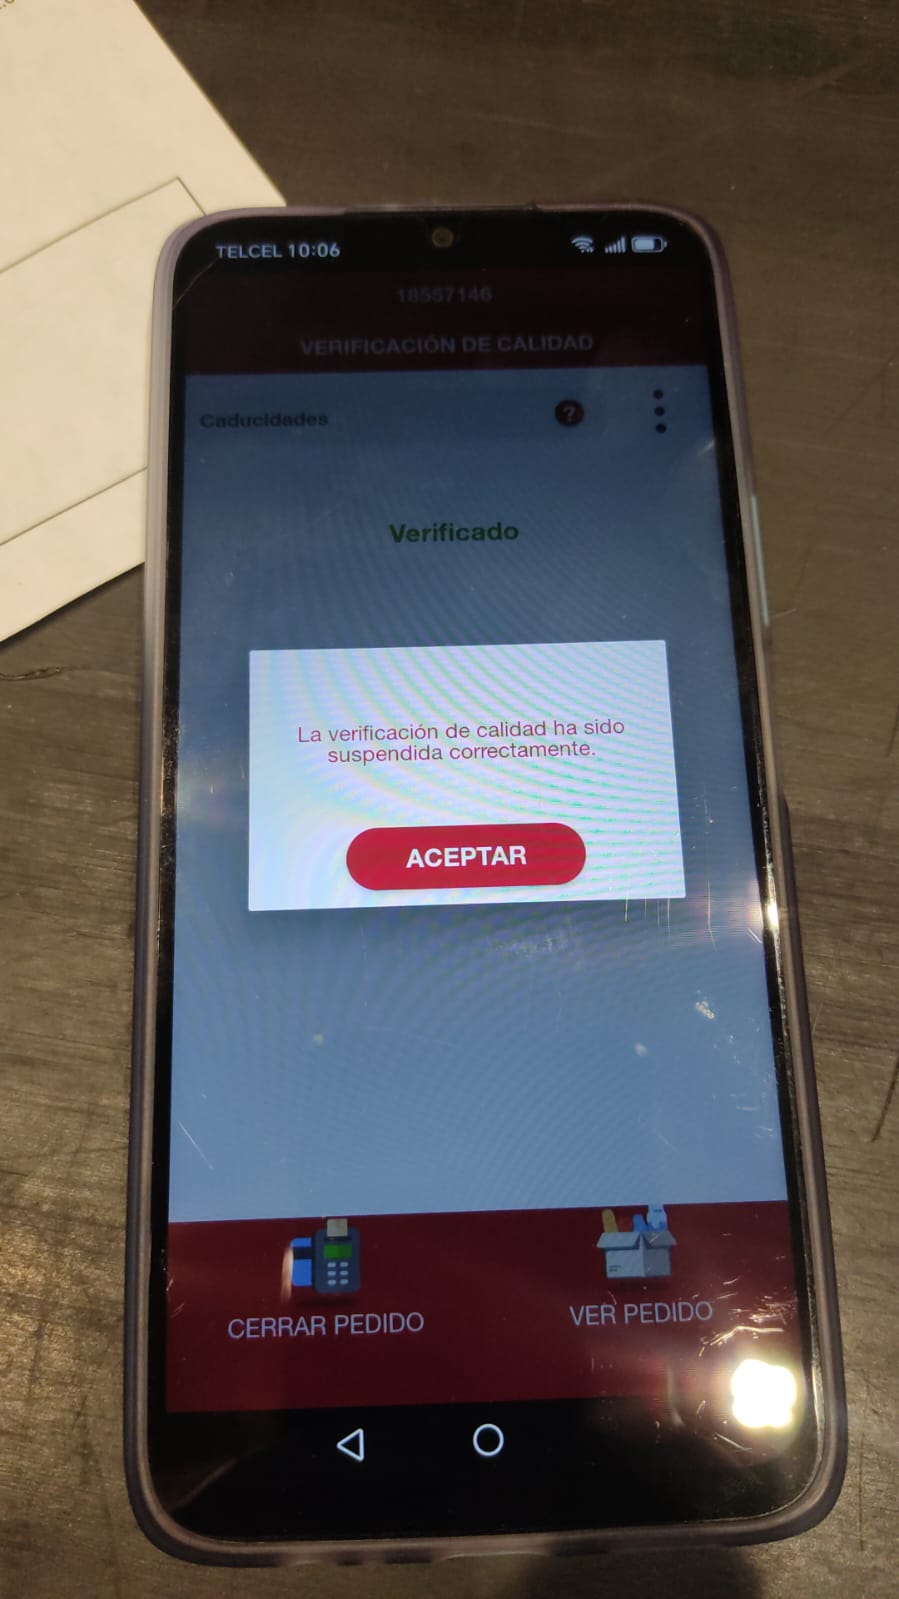 TELCEL 10:06
18557146
VERIFICACIÓN DE CALIDAD
Caducidades
?
Verificado
La verificación de calidad ha sido
suspendida correctamente.
ACEPTAR
CERRAR PEDIDO
VER PEDIDO